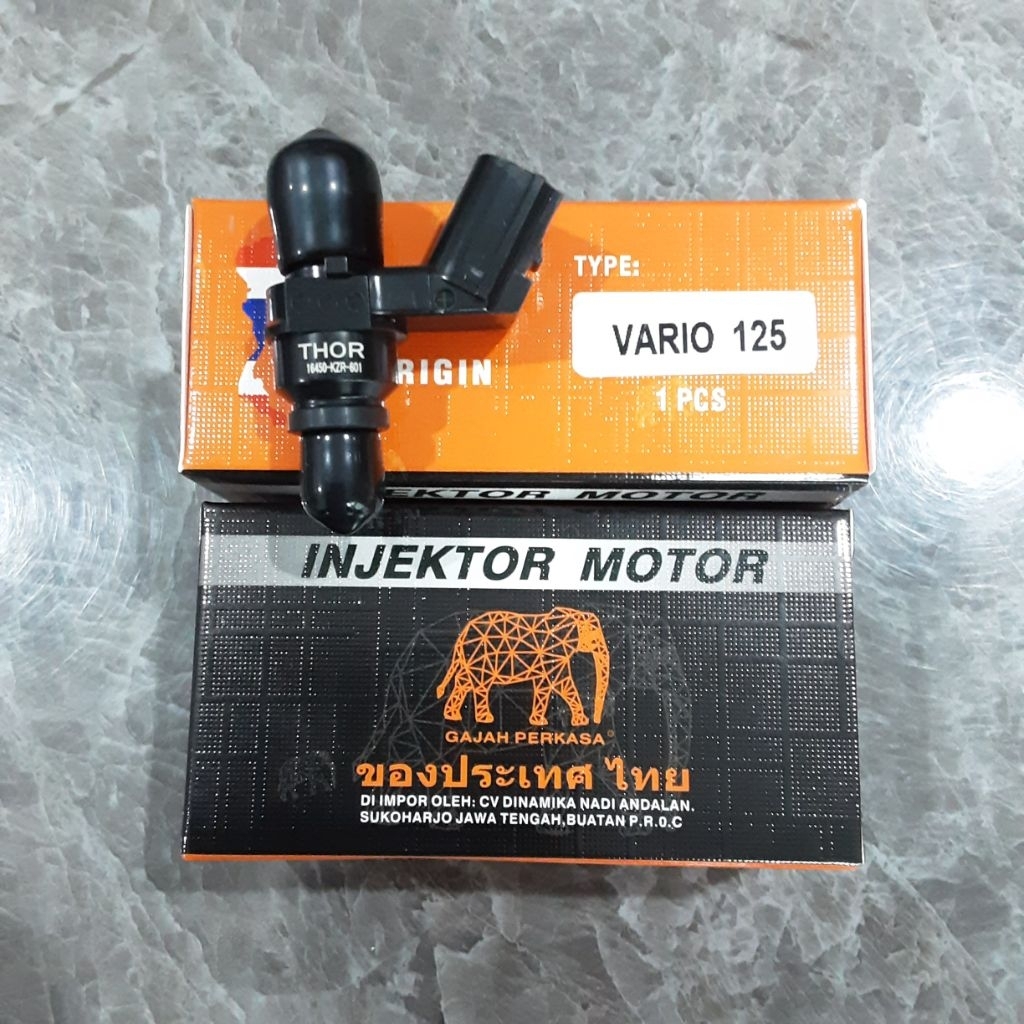 TYPE:
VARIO 125
THOR
16450-KZR-601
RIGIN
1 PCS
EKTOR MOTOR
INJEKTOR MOTOR
GAJAH PERKASA
ของประเทศ ไทย
DI IMPOR OLEH: CV DINAMIKA NADI ANDALAN.
SUKOHARJO JAWA TENGAH,BUATAN P.R.O.C